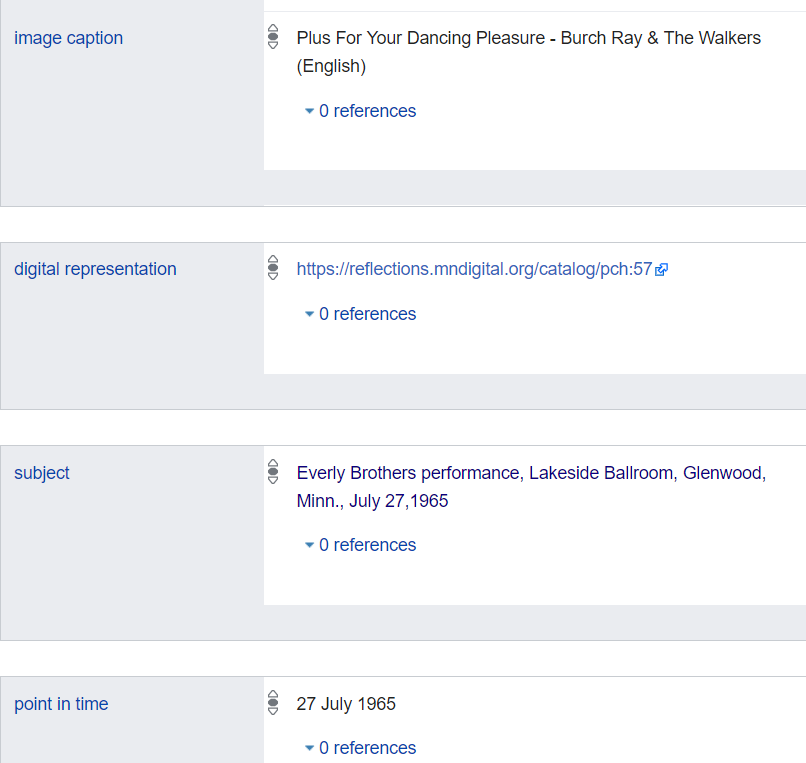 image caption
Plus For Your Dancing Pleasure - Burch Ray & The Walkers
(English)
0 references
digital representation
https://reflections.mndigital.org/catalog/pch:57
0 references
subject
Everly Brothers performance, Lakeside Ballroom, Glenwood,
Minn., July 27,1965
0 references
point in time
27 July 1965
0 references